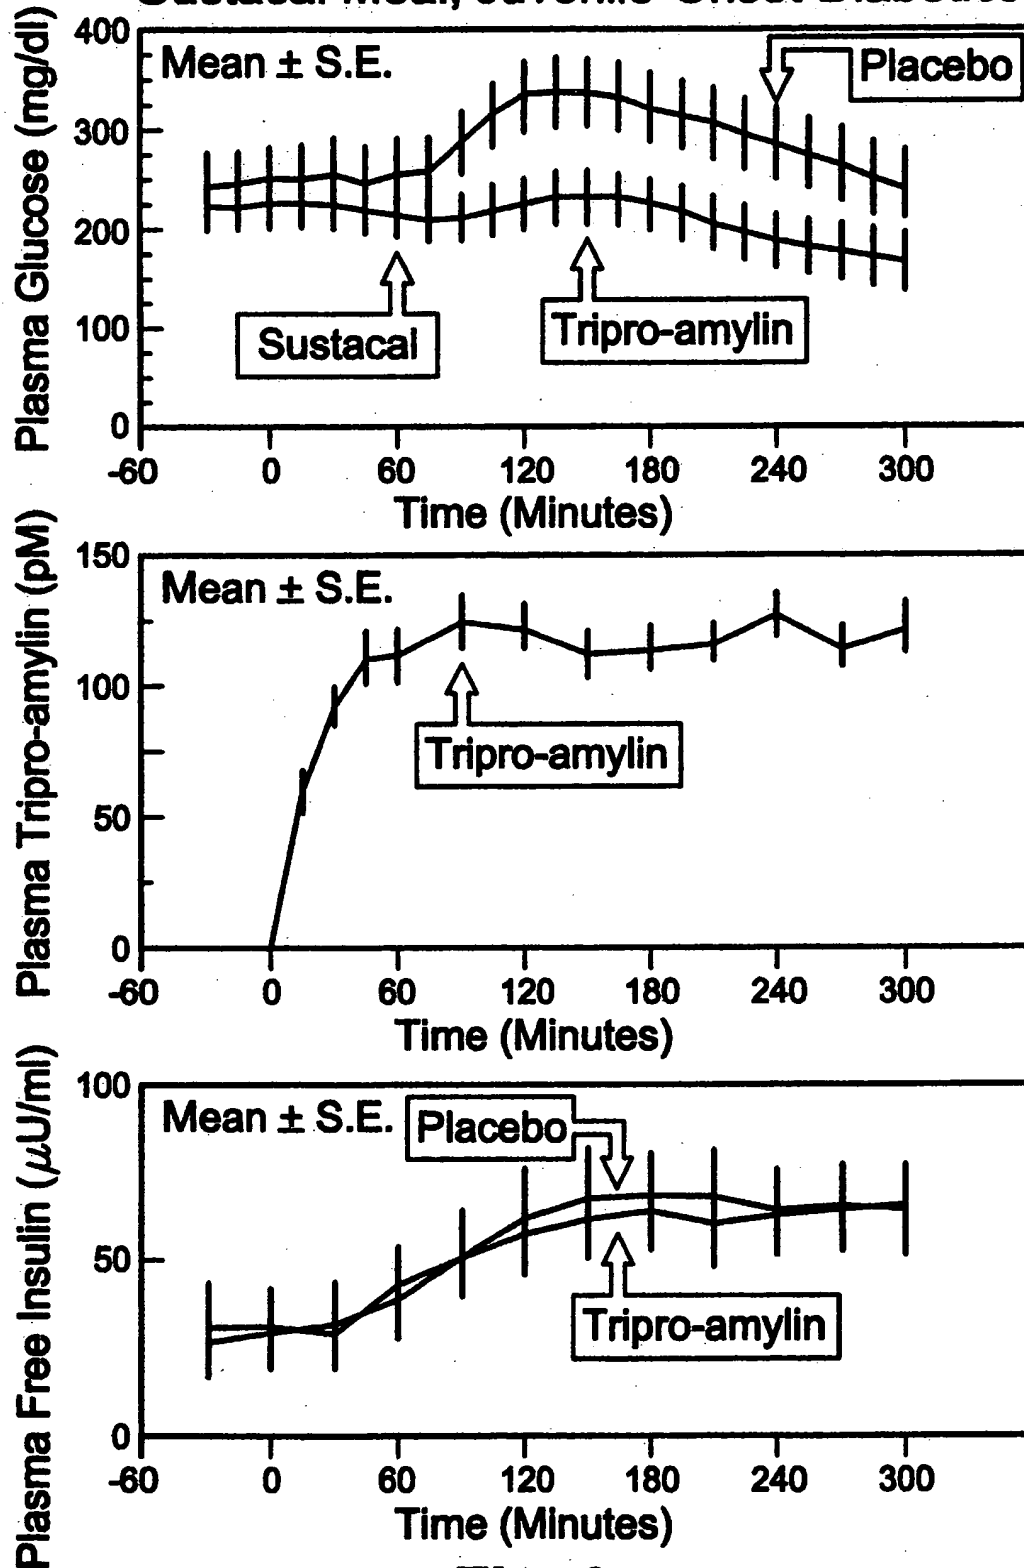 Plasma Glucose (mg/dl)
400
300
200
100
0
Mean ± S.E.
Placebo
Sustacal
Tripro-amylin
-60 0 60 120 180 240 300
Time (Minutes)
Plasma Tripro-amylin (pM)
150
100
50
0
Mean ± S.E.
Tripro-amylin
-60 0 60 120 180 240 300
Time (Minutes)
Plasma Free Insulin (μU/ml)
100
50
0
Mean ± S.E.
Placebo
Tripro-amylin
-60 0 60 120 180 240 300
Time (Minutes)